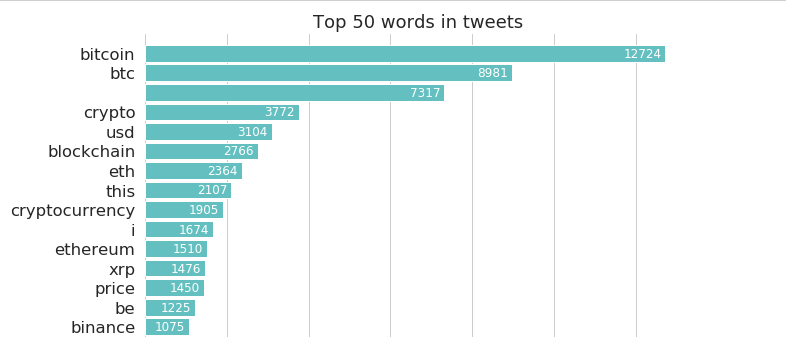 Top 50 words in tweets
bitcoin 12724
btc 8981
7317
crypto 3772
usd 3104
blockchain 2766
eth 2364
this 2107
cryptocurrency 1905
i 1674
ethereum 1510
xrp 1476
price 1450
be 1225
binance 1075